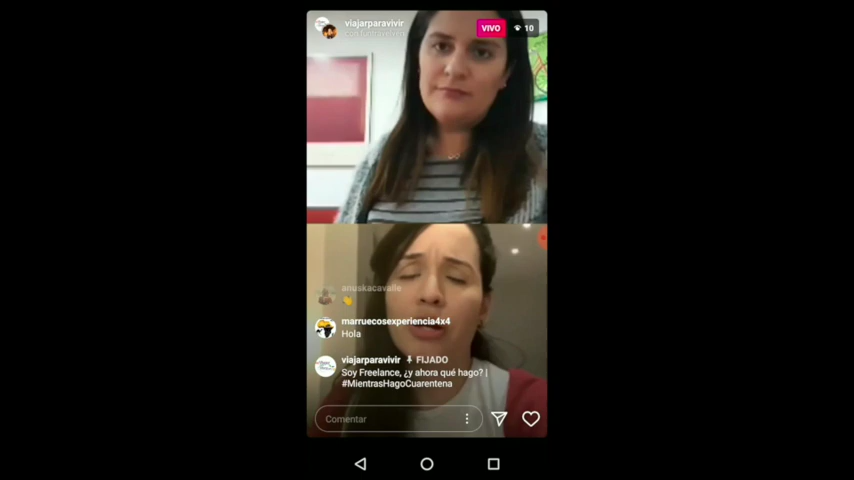 viajarparavivir
VIVO
10
anuskacavalle
marruecosexperiencia4x4
Hola
viajarparavivir FIJADO
Soy Freelance, ¿y ahora qué hago? |
#MientrasHagoCuarentena
Comentar